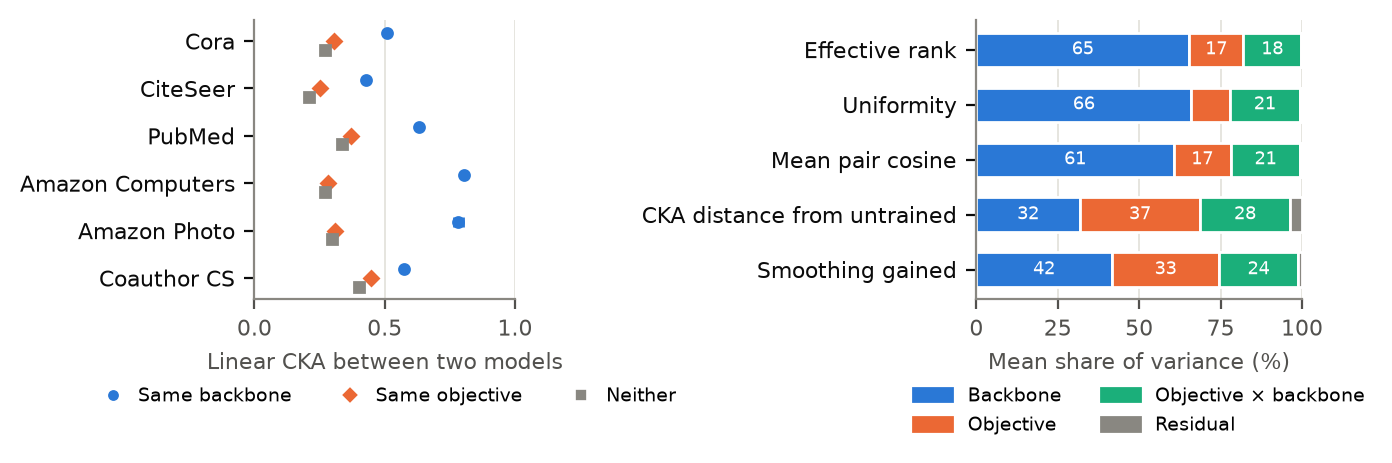 Cora
CiteSeer
PubMed
Amazon Computers
Amazon Photo
Coauthor CS
0.0 0.5 1.0
Linear CKA between two models
Same backbone Same objective Neither
Effective rank 65 17 18
Uniformity 66 21
Mean pair cosine 61 17 21
CKA distance from untrained 32 37 28
Smoothing gained 42 33 24
0 25 50 75 100
Mean share of variance (%)
Backbone Objective × backbone
Objective Residual